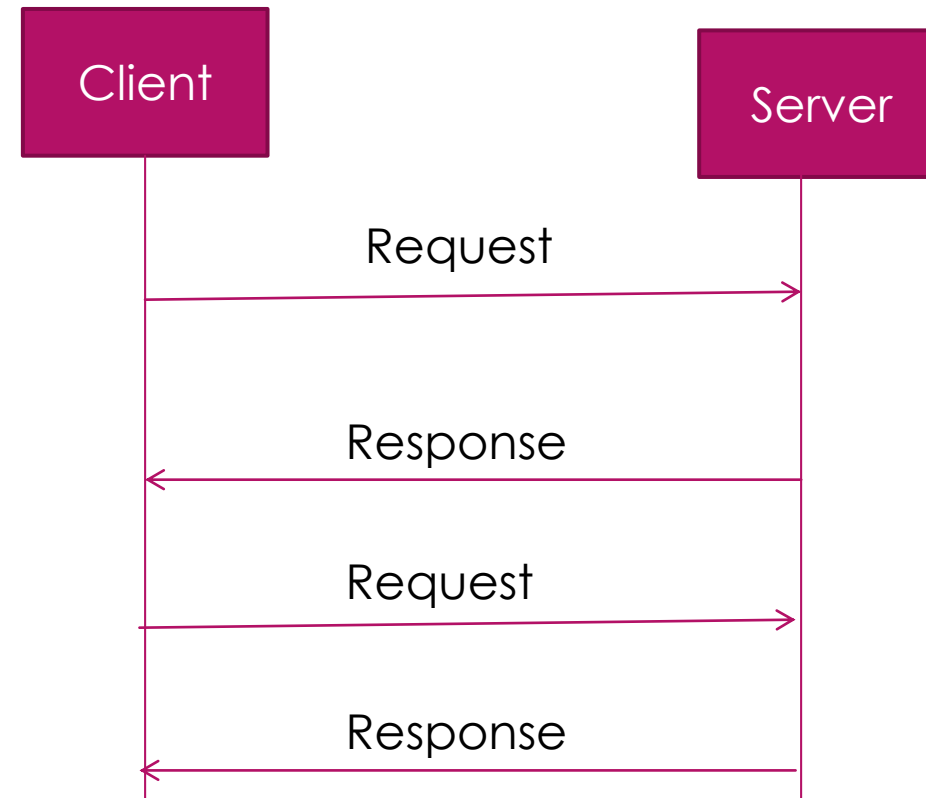 Client
Server
Request
Response
Request
Response